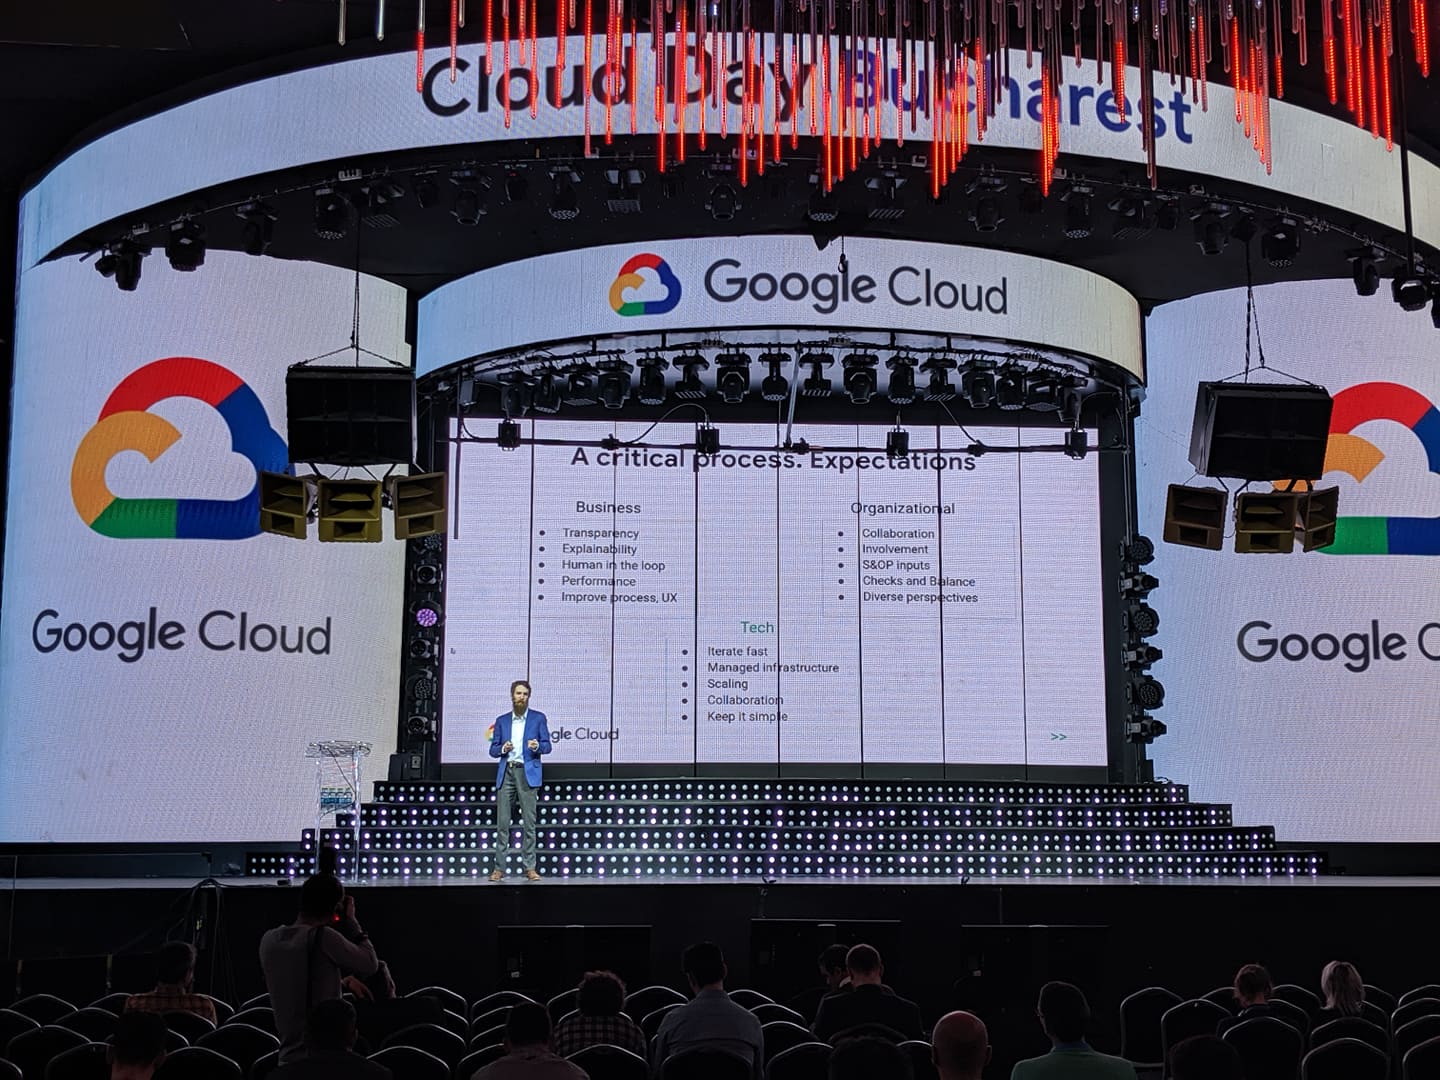 Cloud Day Bucharest
Google Cloud
Google Cloud
Google C
A critical process. Expectations
Business
Transparency
Explainability
Human in the loop
Performance
Improve process, UX
Organizational
Collaboration
Involvement
S&OP inputs
Checks and Balance
Diverse perspectives
Tech
Iterate fast
Managed infrastructure
Scaling
Collaboration
Keep it simple
gle Cloud
>>